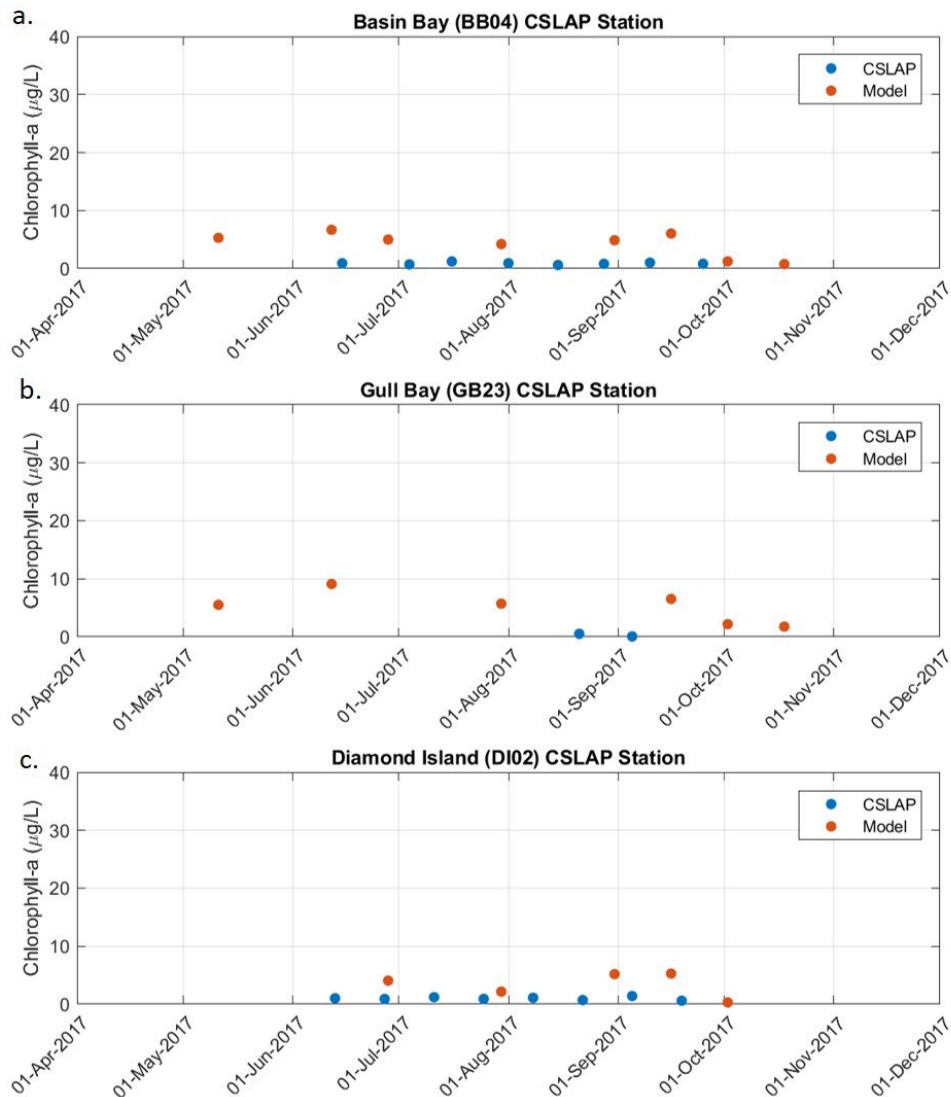 a.
Basin Bay (BB04) CSLAP Station
40
30
20
10
0
Chlorophyll-a (μg/L)
CSLAP
Model
01-Apr-2017
01-May-2017
01-Jun-2017
01-Jul-2017
01-Aug-2017
01-Sep-2017
01-Oct-2017
01-Nov-2017
01-Dec-2017
b.
Gull Bay (GB23) CSLAP Station
40
30
20
10
0
Chlorophyll-a (μg/L)
CSLAP
Model
01-Apr-2017
01-May-2017
01-Jun-2017
01-Jul-2017
01-Aug-2017
01-Sep-2017
01-Oct-2017
01-Nov-2017
01-Dec-2017
c.
Diamond Island (DI02) CSLAP Station
40
30
20
10
0
Chlorophyll-a (μg/L)
CSLAP
Model
01-Apr-2017
01-May-2017
01-Jun-2017
01-Jul-2017
01-Aug-2017
01-Sep-2017
01-Oct-2017
01-Nov-2017
01-Dec-2017